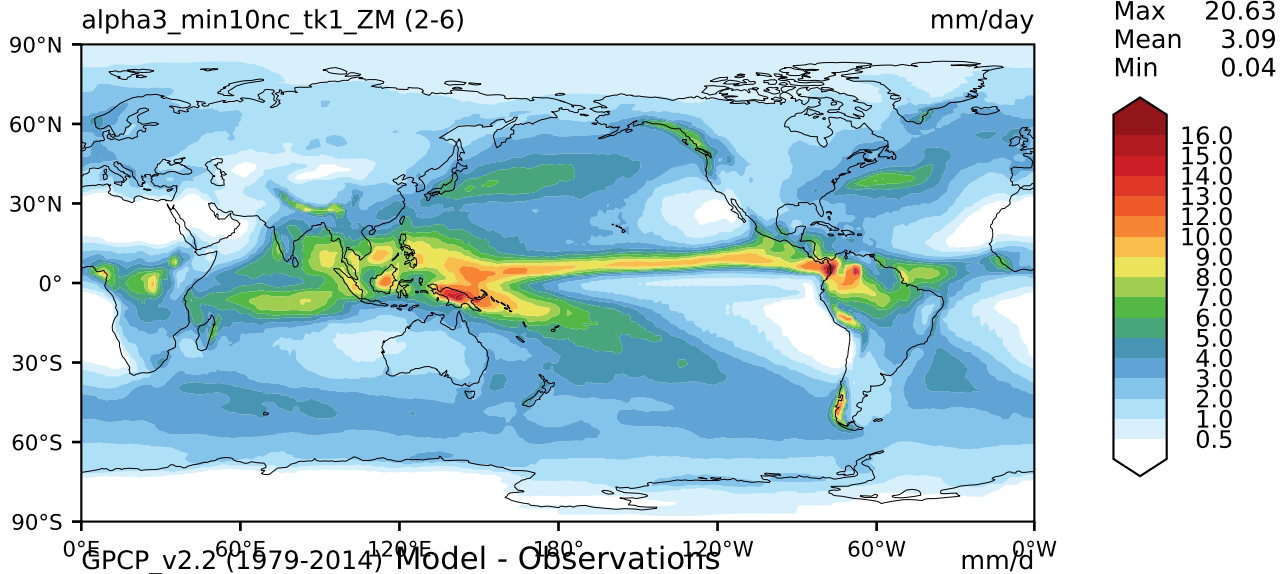 alpha3_min10nc_tk1_ZM (2-6) mm/day
Max 20.63
Mean 3.09
Min 0.04
90°N
60°N
30°N
0°
30°S
60°S
90°S
0°E 60°E 120°E 180° 120°W 60°W 0°W
GPCP_v2.2 (1979-2014) Model - Observations mm/d
16.0
15.0
14.0
13.0
12.0
10.0
9.0
8.0
7.0
6.0
5.0
4.0
3.0
2.0
1.0
0.5